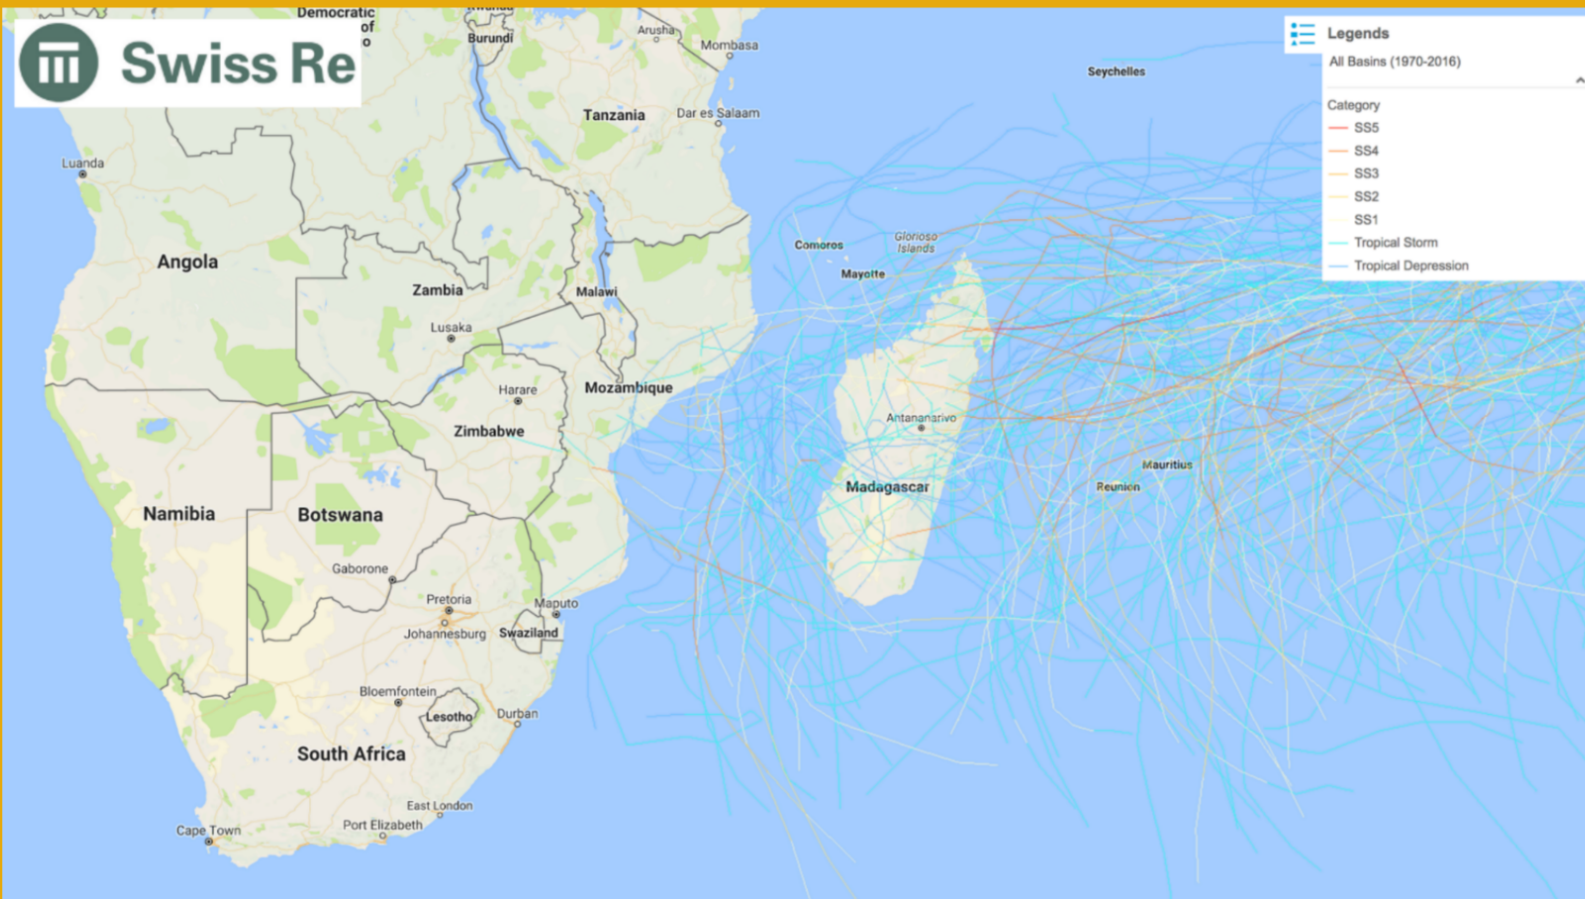 Democratic
of
o
Swiss Re
Rwanda
Burundi
Arusha
Mombasa
Seychelles
Legends
All Basins (1970-2016)
Category
SS5
SS4
SS3
SS2
SS1
Tropical Storm
Tropical Depression
Tanzania
Dar es Salaam
Luanda
Angola
Zambia
Malawi
Comoros
Glorioso
Islands
Mayotte
Lusaka
Harare
Mozambique
Zimbabwe
Antananarivo
Madagascar
Mauritius
Reunion
Namibia
Botswana
Gaborone
Pretoria
Johannesburg
Maputo
Swaziland
Bloemfontein
Lesotho
Durban
South Africa
East London
Port Elizabeth
Cape Town